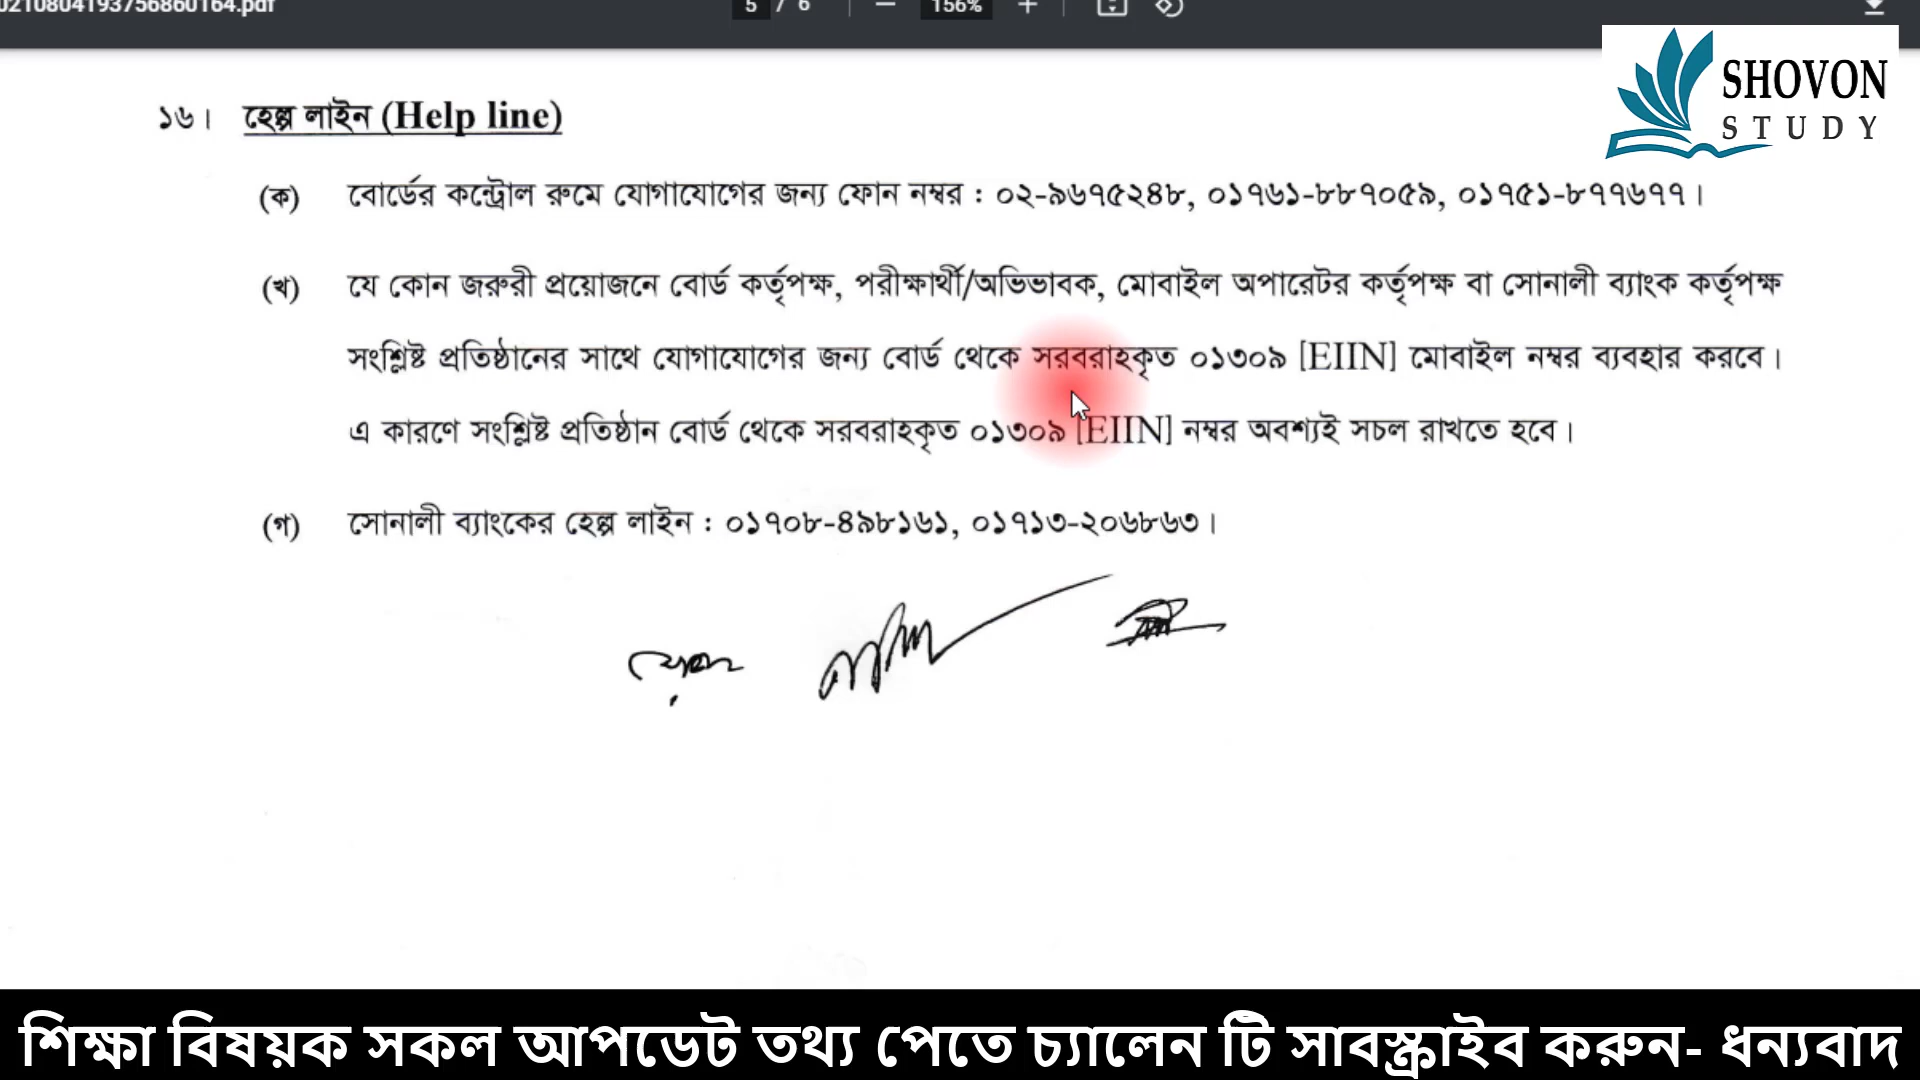 02108041937568601​64.pdf
5 / 6
156%
SHOVON
STUDY
১৬। হেল্প লাইন (Help line)
(ক) বোর্ডের কন্ট্রোল রুমে যোগাযোগের জন্য ফোন নম্বর : ০২-৯৬৭৫২৪৮, ০১৭৬১-৮৮৭০৫৯, ০১৭৫১-৮৭৭৬৭৭।
(খ) যে কোন জরুরী প্রয়োজনে বোর্ড কর্তৃপক্ষ, পরীক্ষার্থী/অভিভাবক, মোবাইল অপারেটর কর্তৃপক্ষ বা সোনালী ব্যাংক কর্তৃপক্ষ
সংশ্লিষ্ট প্রতিষ্ঠানের সাথে যোগাযোগের জন্য বোর্ড থেকে সরবরাহকৃত ০১৩০৯ [EIIN] মোবাইল নম্বর ব্যবহার করবে।
এ কারণে সংশ্লিষ্ট প্রতিষ্ঠান বোর্ড থেকে সরবরাহকৃত ০১৩০৯ [EIIN] নম্বর অবশ্যই সচল রাখতে হবে।
(গ) সোনালী ব্যাংকের হেল্প লাইন : ০১৭০৮-৪৯৮১৬১, ০১৭১৩-২০৬৮৬৩।
শিক্ষা বিষয়ক সকল আপডেট তথ্য পেতে চ্যালেন টি সাবস্ক্রাইব করুন- ধন্যবাদ